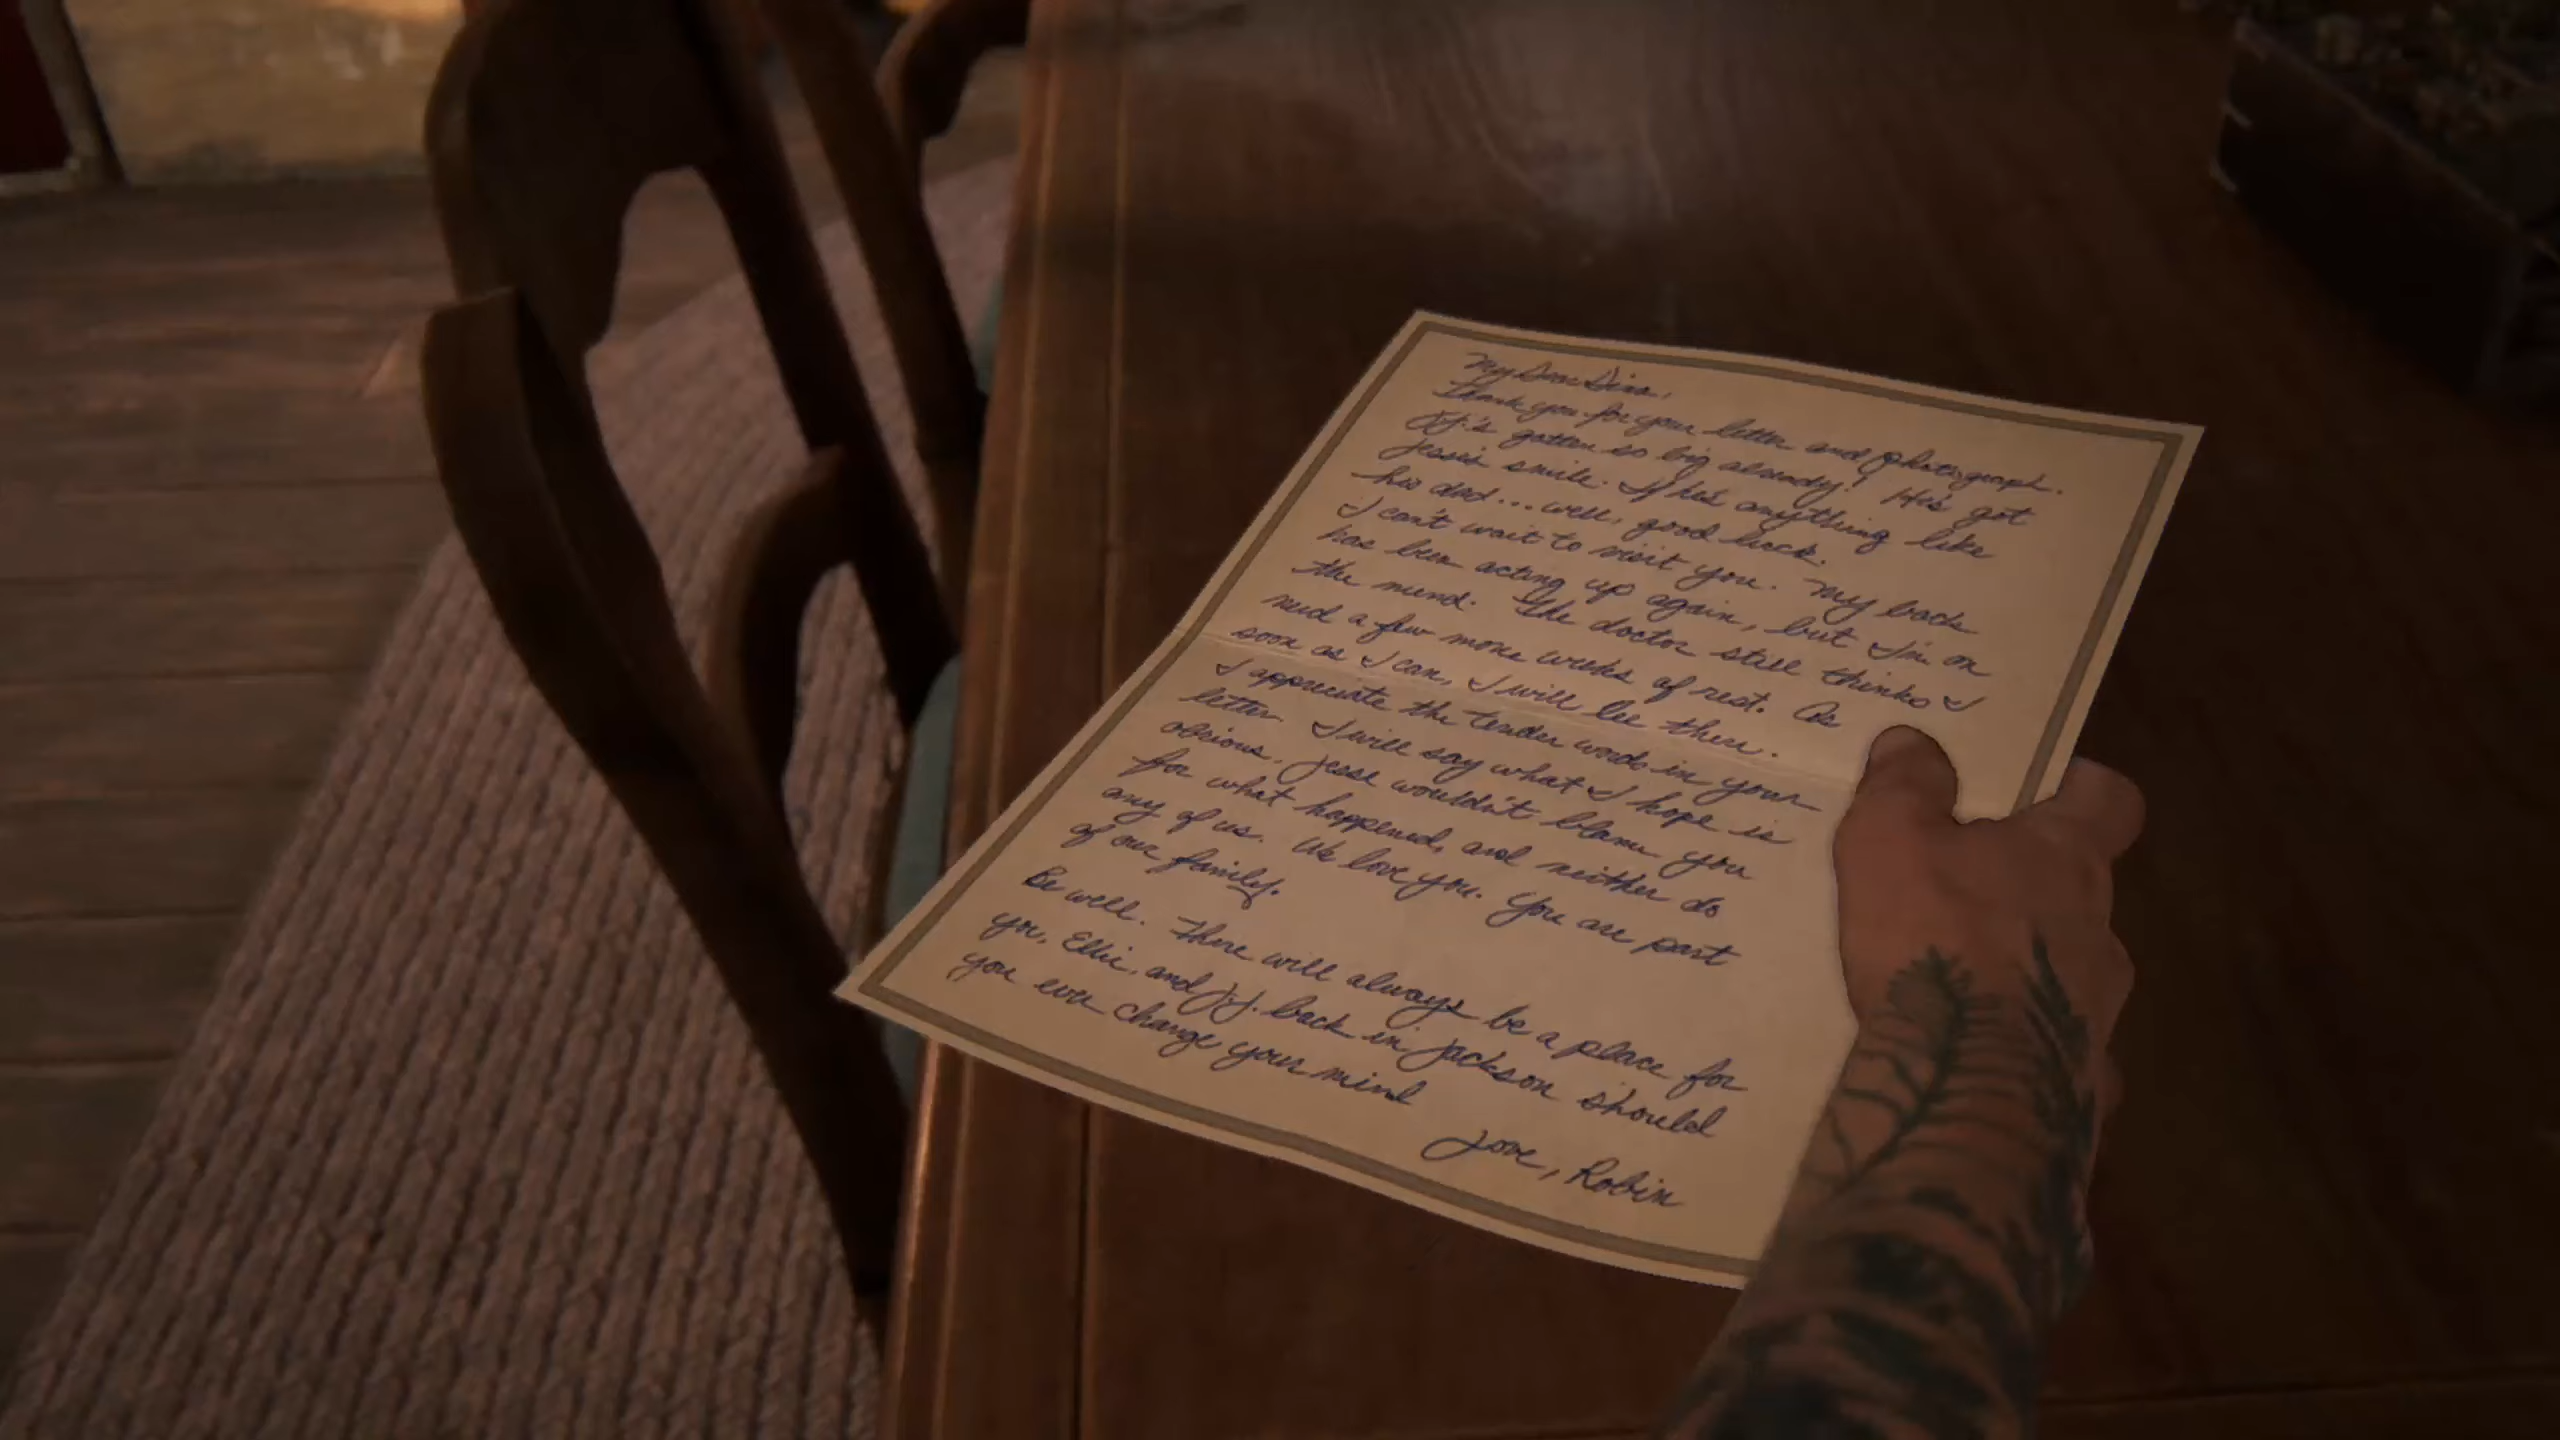 My Dear Dina,
Thank you for your letter and photograph.
JJ's gotten so big already! He's got
Jesse's smile. If he's anything like
his dad... well, good luck.
I can't wait to visit you. My back
has been acting up again, but I'm on
the mend. The doctor still thinks I
need a few more weeks of rest. As
soon as I can, I will be there.
I appreciate the tender words in your
letter. I will say what I hope is
obvious. Jesse wouldn't blame you
for what happened, and neither do
any of us. We love you. You are part
of our family.
Be well. There will always be a place for
you, Ellie, and J.J. back in Jackson should
you ever change your mind
Love, Robin